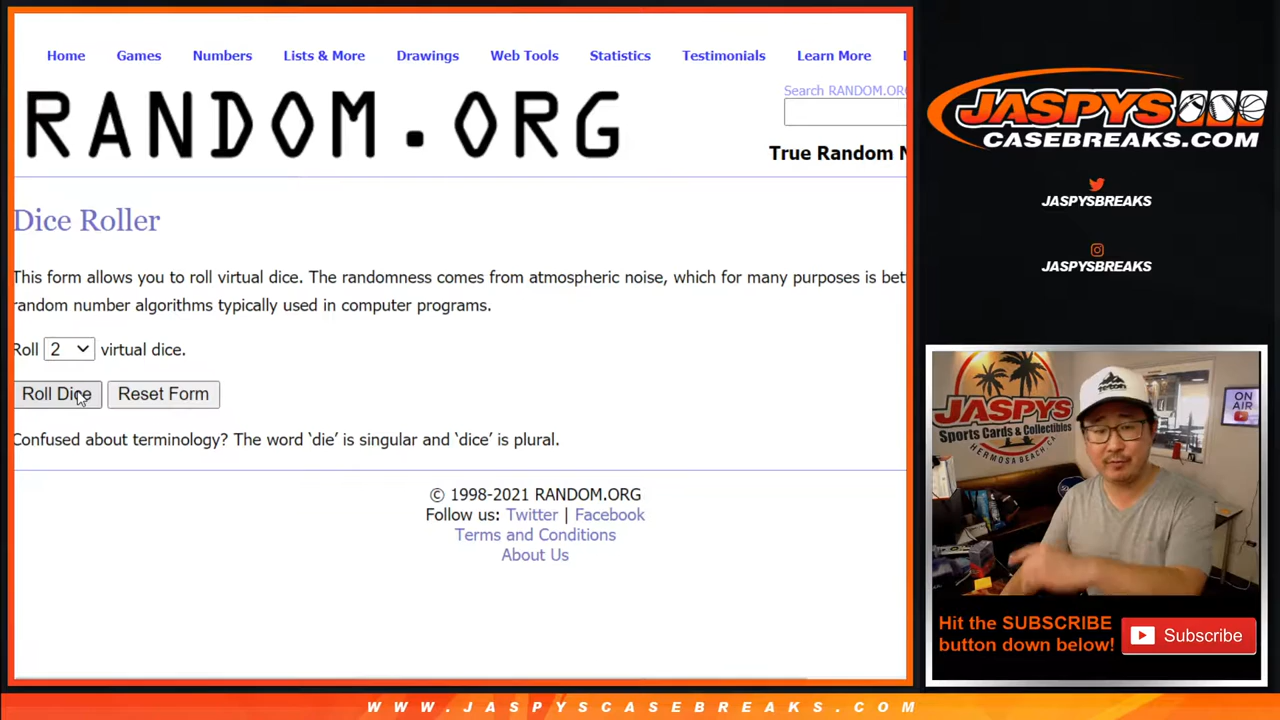 Home Games Numbers Lists & More Drawings Web Tools Statistics Testimonials Learn More
RANDOM.ORG
Search RANDOM.ORG
True Random N
Dice Roller
This form allows you to roll virtual dice. The randomness comes from atmospheric noise, which for many purposes is bet
random number algorithms typically used in computer programs.
Roll 2 virtual dice.
Roll Dice Reset Form
Confused about terminology? The word ‘die’ is singular and ‘dice’ is plural.
© 1998-2021 RANDOM.ORG
Follow us: Twitter | Facebook
Terms and Conditions
About Us
JASPYS
CASEBREAKS.COM
JASPYSBREAKS
JASPYSBREAKS
JASPYS
Sports Cards & Collectibles
HERMOSA BEACH, CA
ON
AIR
Hit the SUBSCRIBE
button down below!
Subscribe
WWW.JASPYSCASEBREAKS.COM